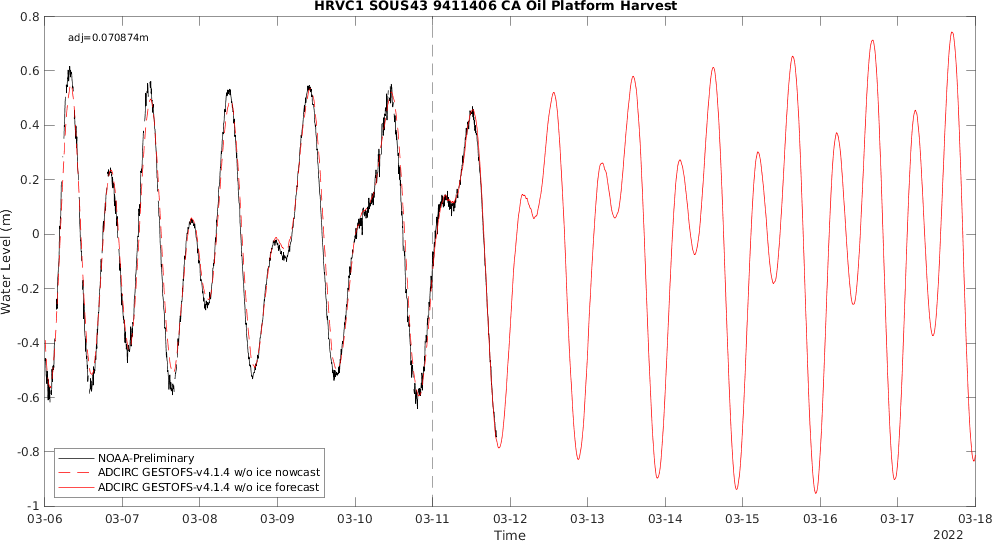 HRVC1 SOUS43 9411406 CA Oil Platform Harvest
adj=0.070874m
0.8
0.6
0.4
0.2
0
-0.2
-0.4
-0.6
-0.8
-1
Water Level (m)
NOAA-Preliminary
ADCIRC GESTOFS-v4.1.4 w/o ice nowcast
ADCIRC GESTOFS-v4.1.4 w/o ice forecast
03-06 03-07 03-08 03-09 03-10 03-11 03-12 03-13 03-14 03-15 03-16 03-17 03-18
Time
2022